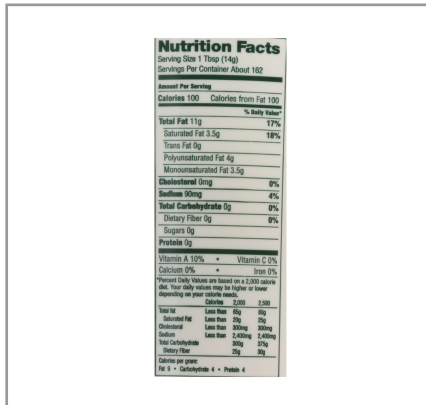 Nutrition Facts
Serving Size 1 Tbsp (14g)
Servings Per Container About 162
Amount Per Serving
Calories 100 Calories from Fat 100
% Daily Value*
Total Fat 11g 17%
Saturated Fat 3.5g 18%
Trans Fat 0g
Polyunsaturated Fat 4g
Monounsaturated Fat 3.5g
Cholesterol 0mg 0%
Sodium 90mg 4%
Total Carbohydrate 0g 0%
Dietary Fiber 0g 0%
Sugars 0g
Protein 0g
Vitamin A 10% • Vitamin C 0%
Calcium 0% • Iron 0%
*Percent Daily Values are based on a 2,000 calorie
diet. Your daily values may be higher or lower
depending on your calorie needs.
Calories 2,000 2,500
Total fat Less than 65g 80g
Saturated Fat Less than 20g 25g
Cholesterol Less than 300mg 300mg
Sodium Less than 2,400mg 2,400mg
Total Carbohydrate 300g 375g
Dietary Fiber 25g 30g
Calories per gram:
Fat 9 • Carbohydrate 4 • Protein 4